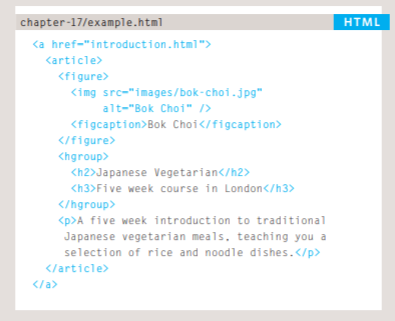 chapter-17/example.html
HTML
<a href="introduction.html">
<article>
<figure>
<img src="images/bok-choi.jpg"
alt="Bok Choi" />
<figcaption>Bok Choi</figcaption>
</figure>
<hgroup>
<h2>Japanese Vegetarian</h2>
<h3>Five week course in London</h3>
</hgroup>
<p>A five week introduction to traditional
Japanese vegetarian meals, teaching you a
selection of rice and noodle dishes.</p>
</article>
</a>